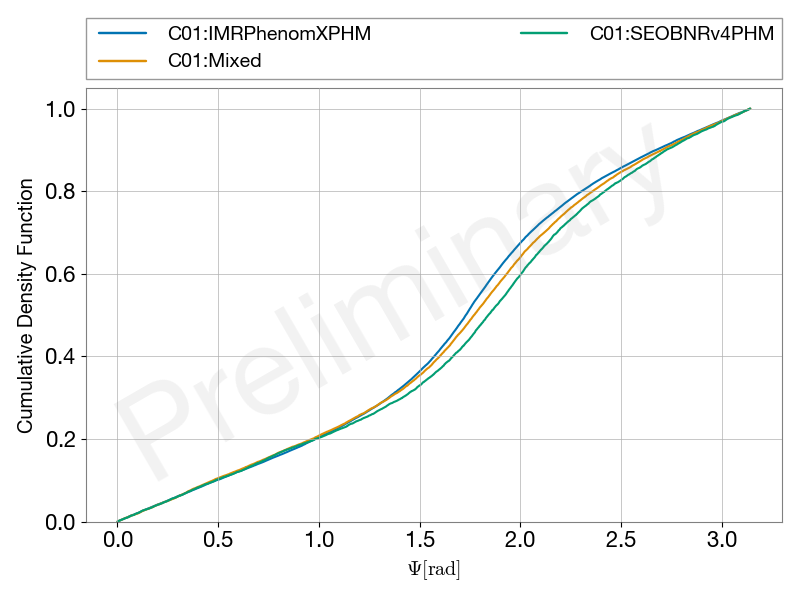 C01:IMRPhenomXPHM
C01:Mixed
C01:SEOBNRv4PHM
Cumulative Density Function
1.0
0.8
0.6
0.4
0.2
0.0
Preliminary
0.0 0.5 1.0 1.5 2.0 2.5 3.0
Ψ[rad]